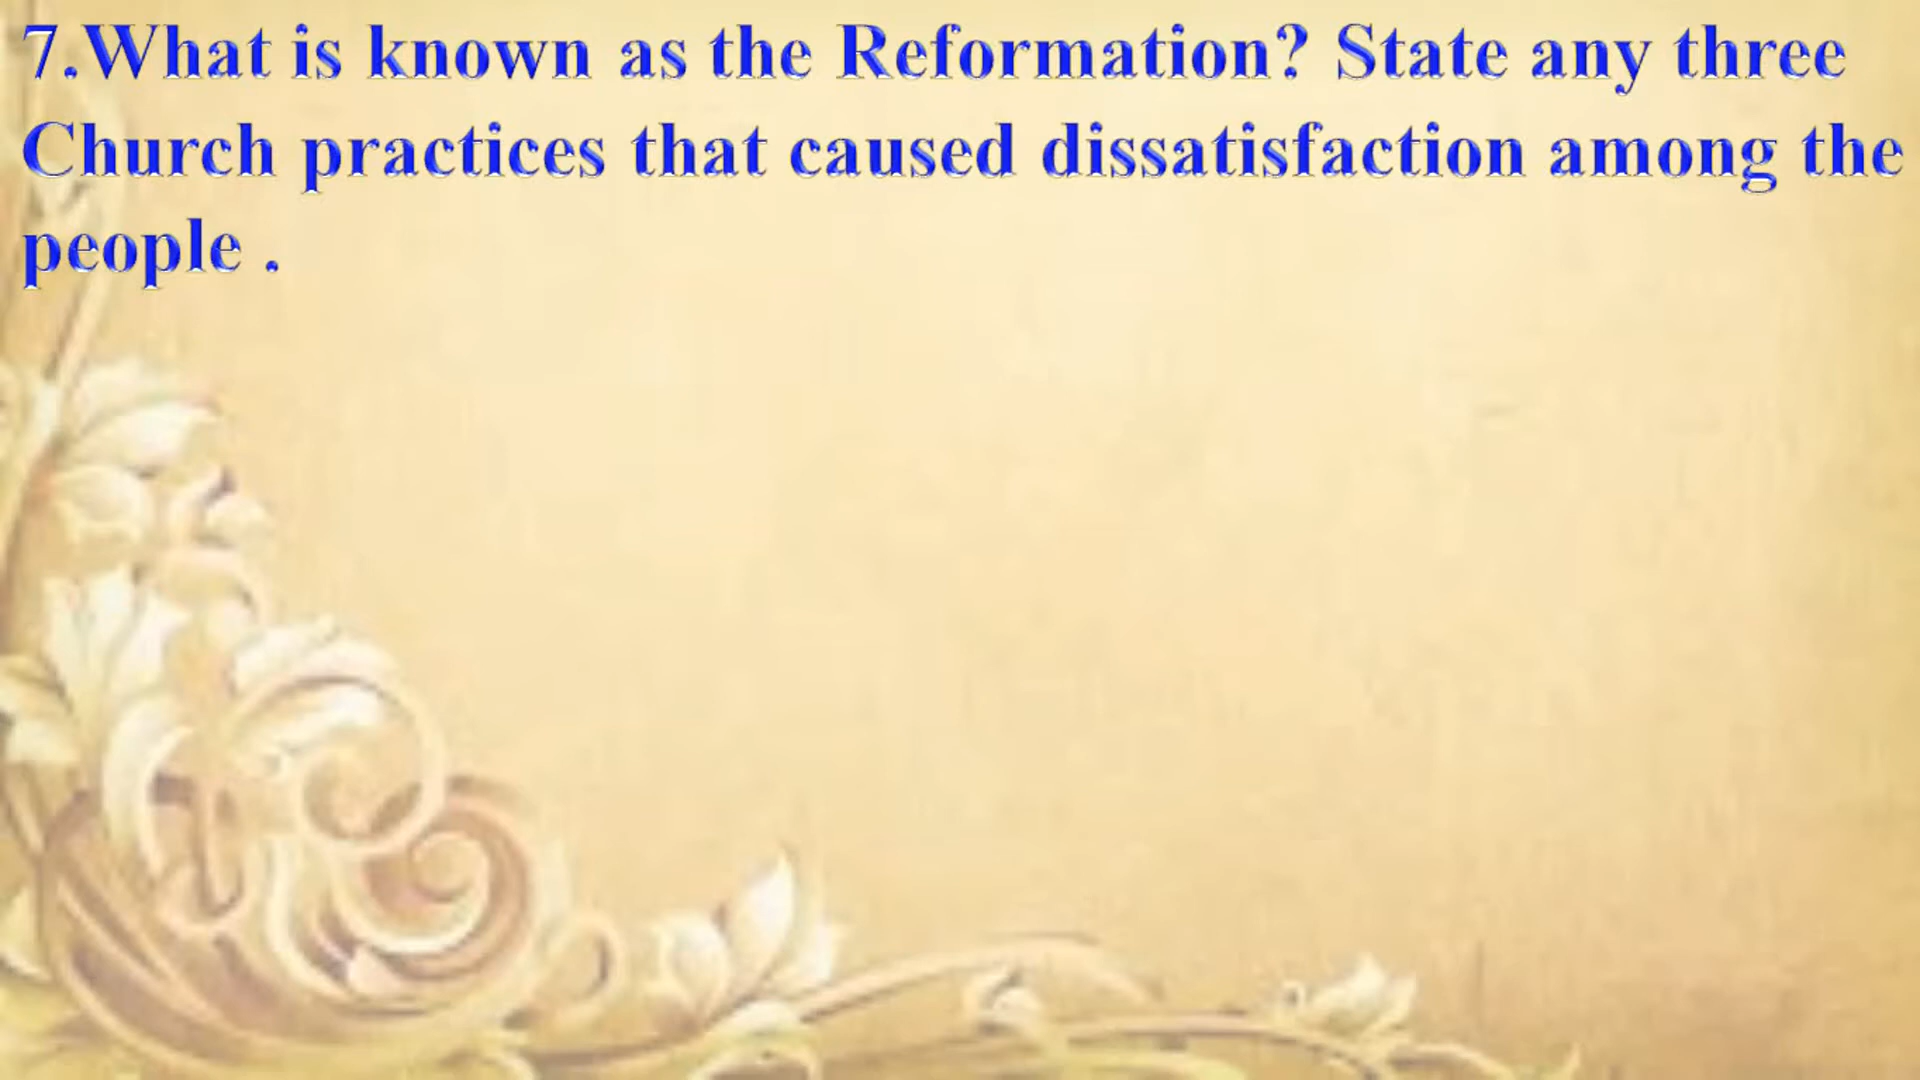 7.What is known as the Reformation? State any three
Church practices that caused dissatisfaction among the
people .